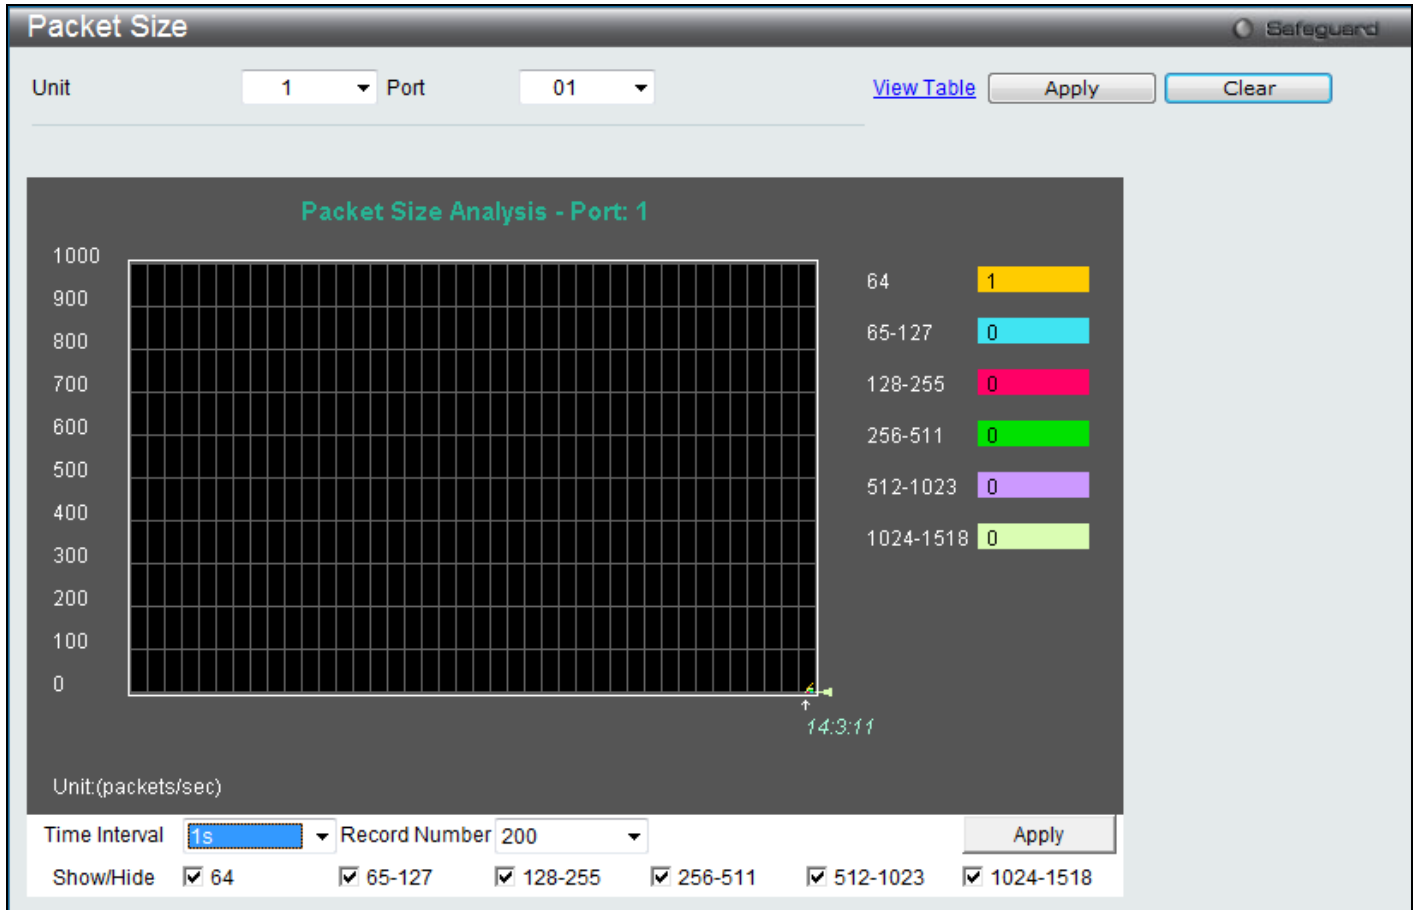 Packet Size
Safeguard
Unit 1 Port 01 View Table Apply Clear
Packet Size Analysis - Port: 1
1000
900
800
700
600
500
400
300
200
100
0
64 1
65-127 0
128-255 0
256-511 0
512-1023 0
1024-1518 0
14:3:11
Unit:(packets/sec)
Time Interval 1s Record Number 200 Apply
Show/Hide 64 65-127 128-255 256-511 512-1023 1024-1518